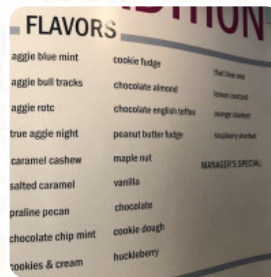 DITION
FLAVORS
aggie blue mint
aggie bull tracks
aggie rotc
true aggie night
caramel cashew
salted caramel
praline pecan
chocolate chip mint
cookies & cream
cookie fudge
chocolate almond
chocolate english toffee
peanut butter fudge
maple nut
vanilla
chocolate
cookie dough
huckleberry
lemon custard
orange sherbet
raspberry sherbet
MANAGER'S SPECIAL: